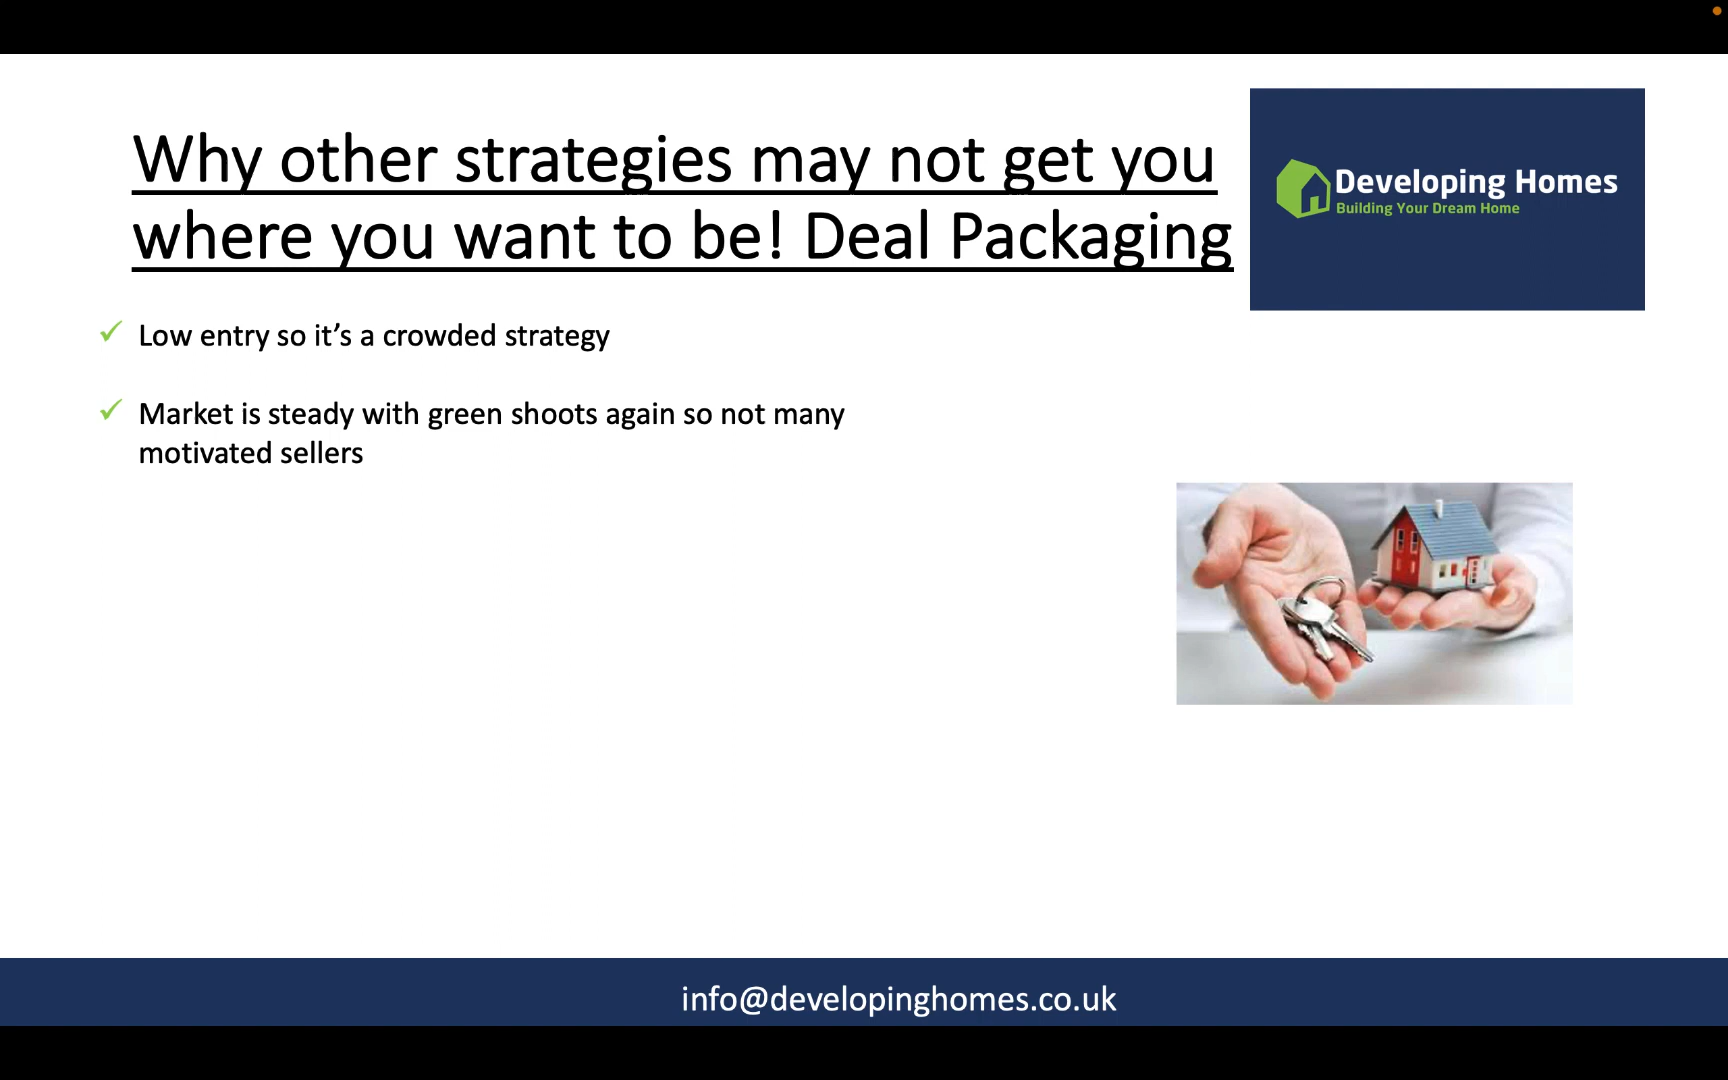 Why other strategies may not get you
where you want to be! Deal Packaging
Developing Homes
Building Your Dream Home
Low entry so it’s a crowded strategy
Market is steady with green shoots again so not many
motivated sellers
info@developinghomes.co.uk